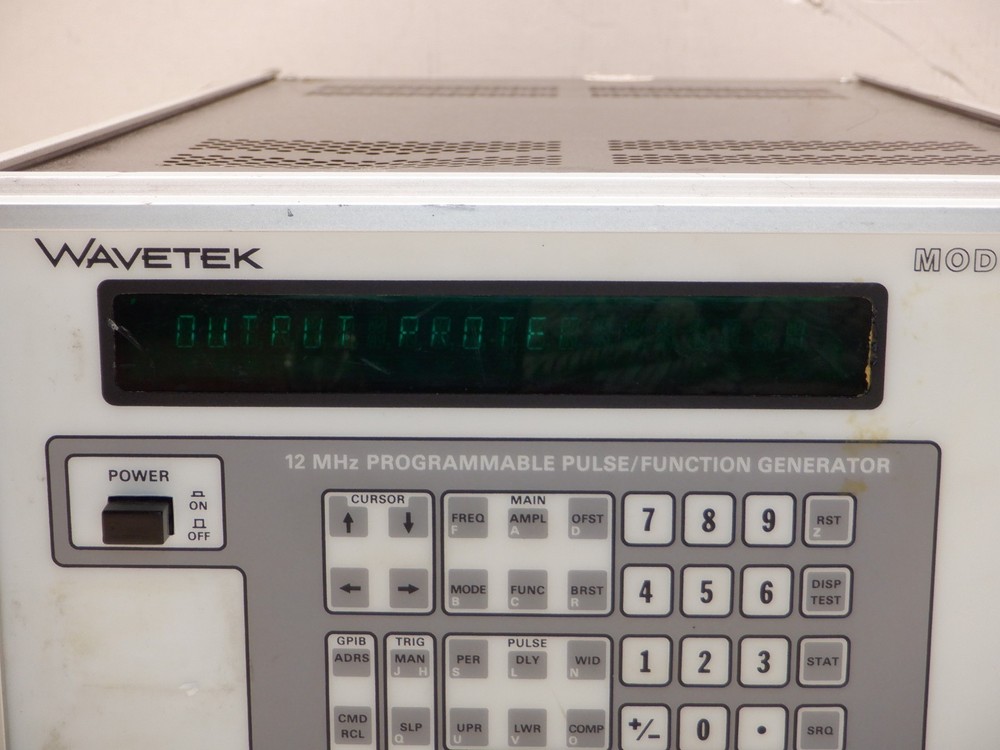 WAVETEK MOD
OUTPUT PROTE
12 MHz PROGRAMMABLE PULSE/FUNCTION GENERATOR
POWER
ON
OFF
CURSOR MAIN
↑ ↓ FREQ F AMPL A OFST D 7 8 9 RST Z
← → MODE B FUNC C BRST R 4 5 6 DISP TEST
GPIB TRIG PULSE
ADRS MAN J H PER S DLY L WID N 1 2 3 STAT
CMD RCL SLP Q UPR U LWR V COMP O +/− 0 . SRQ